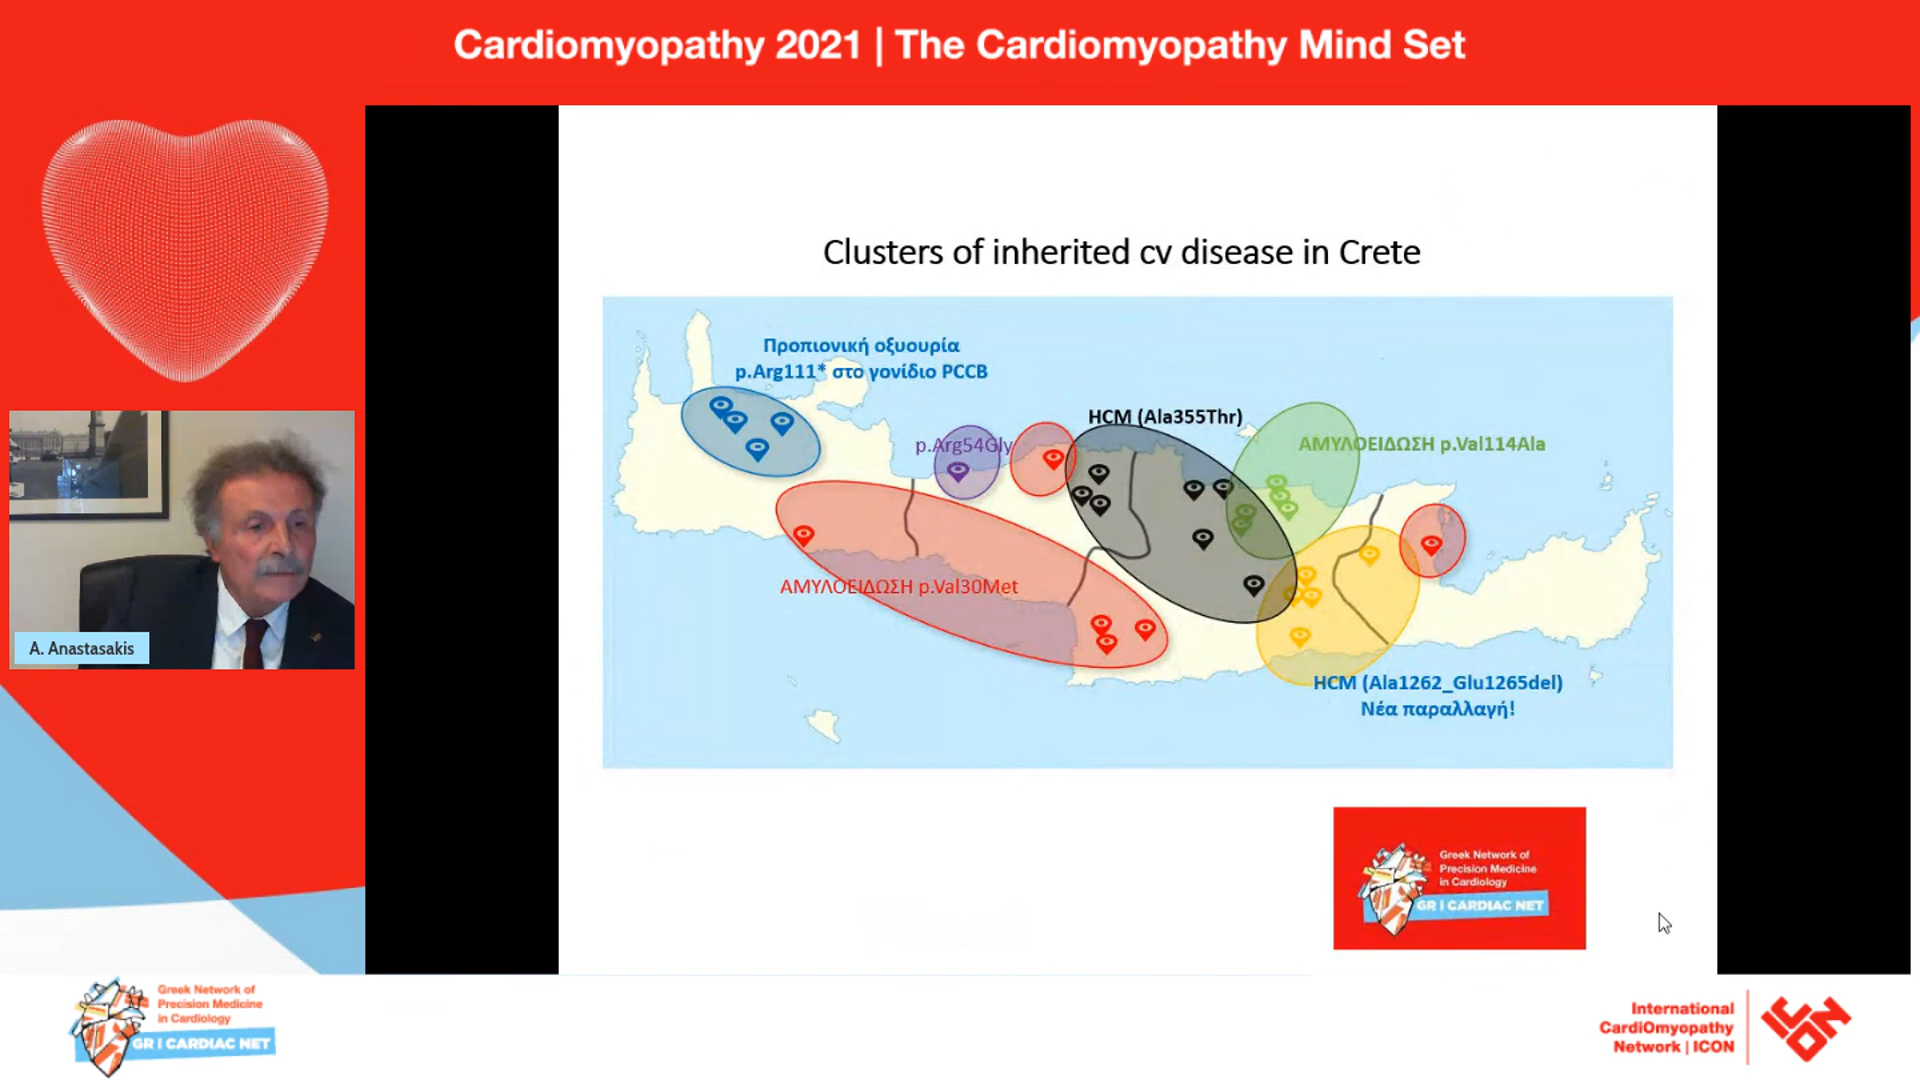 Cardiomyopathy 2021 | The Cardiomyopathy Mind Set
Clusters of inherited cv disease in Crete
Προπιονική οξυουρία
p.Arg111* στο γονίδιο PCCB
p.Arg54Gly
HCM (Ala355Thr)
ΑΜΥΛΟΕΙΔΩΣΗ p.Val114Ala
ΑΜΥΛΟΕΙΔΩΣΗ p.Val30Met
HCM (Ala1262_Glu1265del)
Νέα παραλλαγή!
A. Anastasakis
Greek Network of
Precision Medicine
in Cardiology
GR | CARDIAC NET
Greek Network of
Precision Medicine
in Cardiology
GR | CARDIAC NET
International
CardiOmyopathy
Network | ICON
ICON